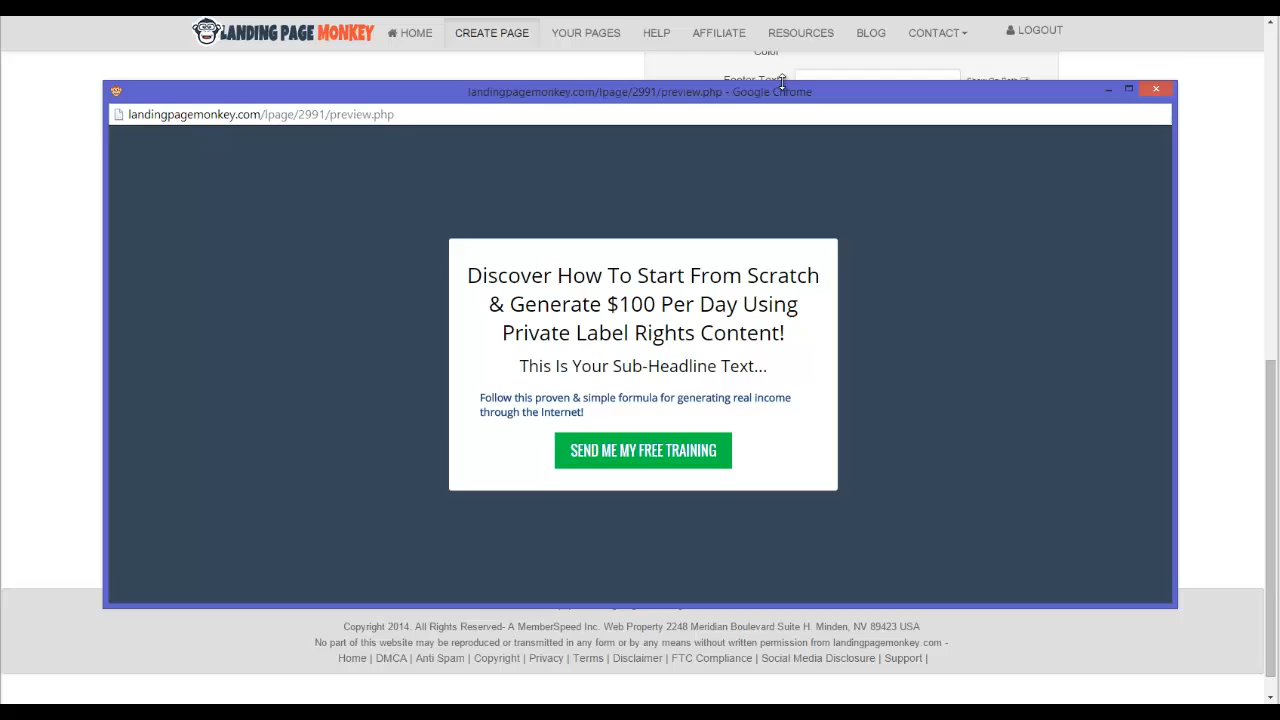 LANDING PAGE MONKEY HOME CREATE PAGE YOUR PAGES HELP AFFILIATE RESOURCES BLOG CONTACT LOGOUT
Color
Footer Text
landingpagemonkey.com/lpage/2991/preview.php - Google Chrome
landingpagemonkey.com/lpage/2991/preview.php
Discover How To Start From Scratch
& Generate $100 Per Day Using
Private Label Rights Content!
This Is Your Sub-Headline Text...
Follow this proven & simple formula for generating real income
through the Internet!
SEND ME MY FREE TRAINING
Copyright 2014. All Rights Reserved- A MemberSpeed Inc. Web Property 2248 Meridian Boulevard Suite H. Minden, NV 89423 USA
No part of this website may be reproduced or transmitted in any form or by any means without written permission from landingpagemonkey.com -
Home | DMCA | Anti Spam | Copyright | Privacy | Terms | Disclaimer | FTC Compliance | Social Media Disclosure | Support |